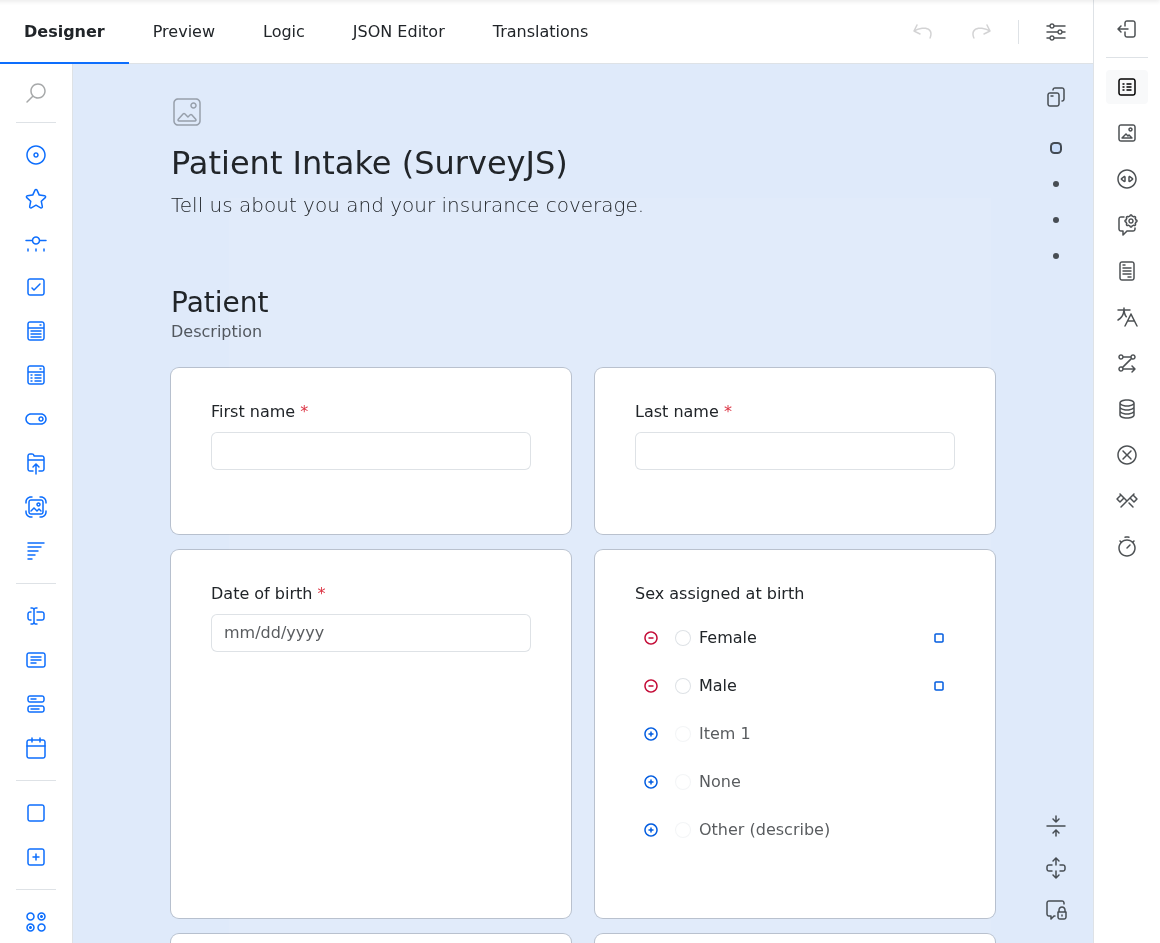 Designer Preview Logic JSON Editor Translations
Patient Intake (SurveyJS)
Tell us about you and your insurance coverage.
Patient
Description
First name *
Last name *
Date of birth *
mm/dd/yyyy
Sex assigned at birth
Female
Male
Item 1
None
Other (describe)